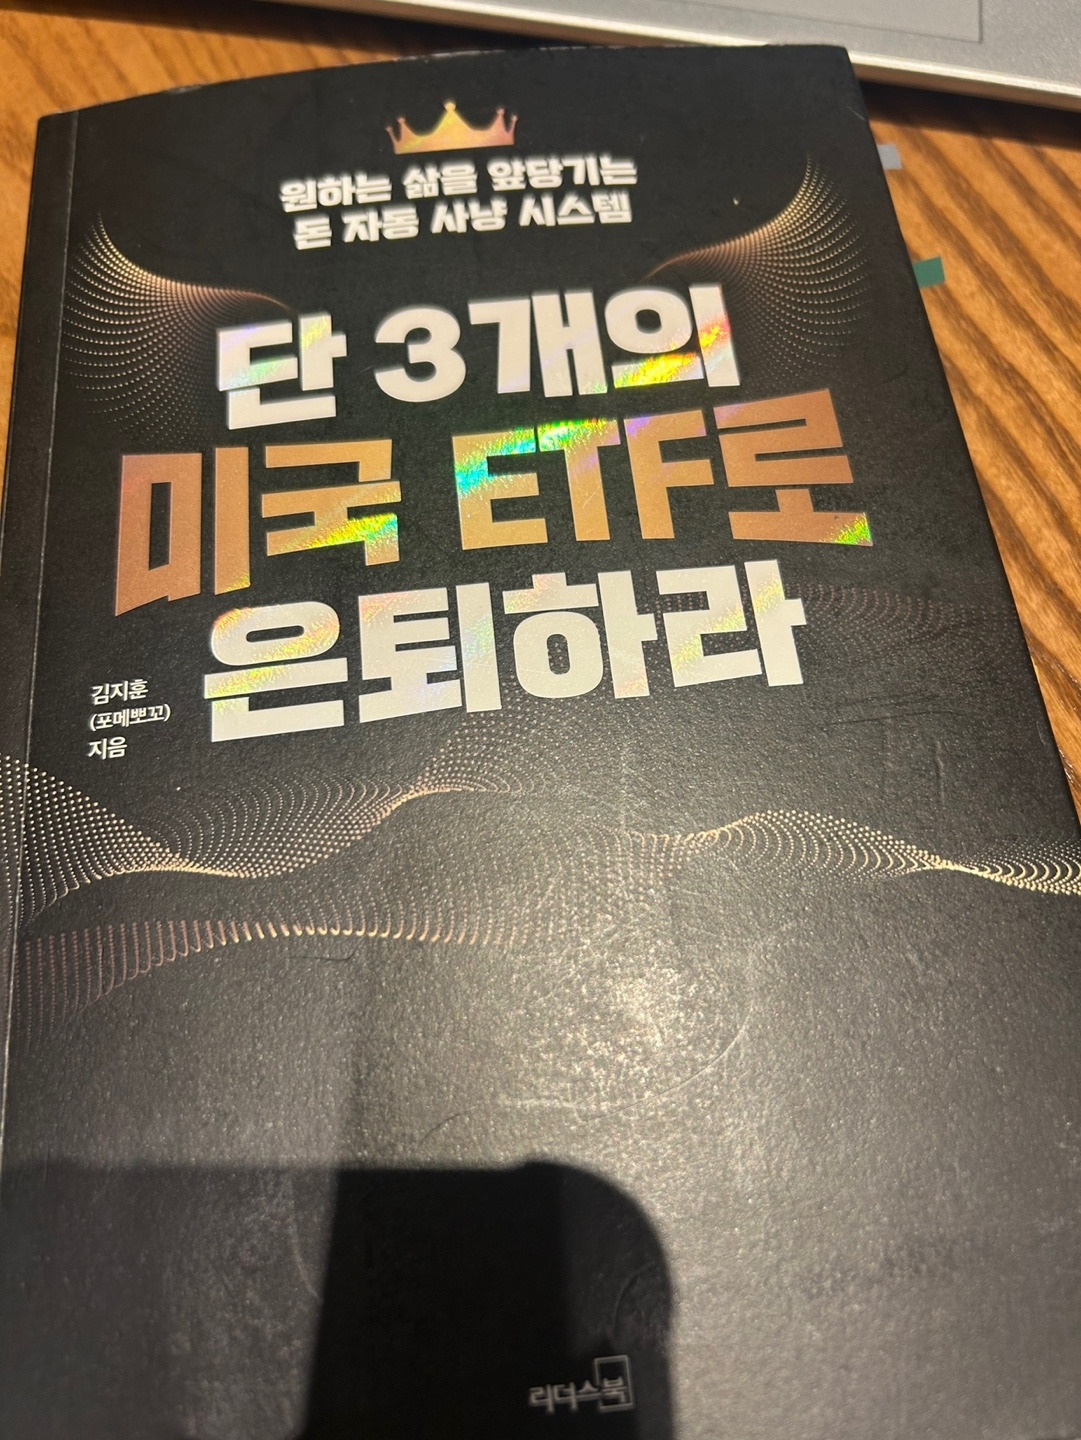 원하는 삶을 앞당기는
돈 자동 사냥 시스템
단 3개의
미국 ETF로
은퇴하라
김지훈
(포메뽀꼬)
지음
리더스북